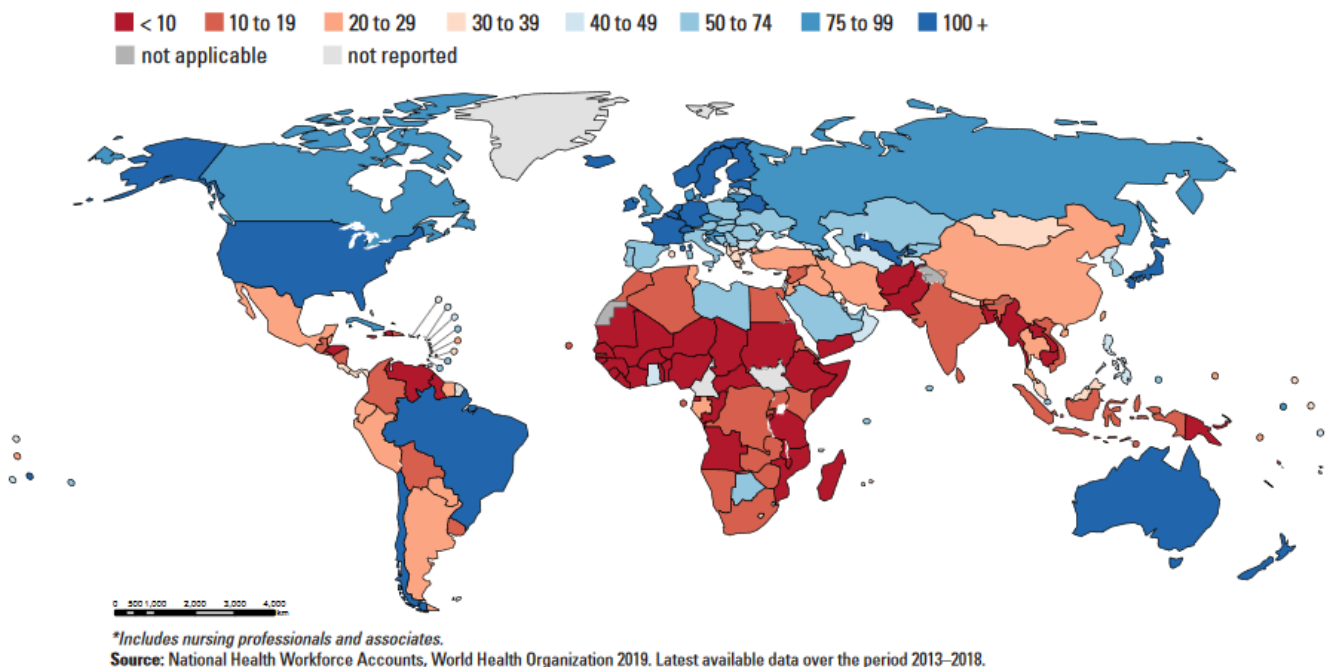 < 10 10 to 19 20 to 29 30 to 39 40 to 49 50 to 74 75 to 99 100 +
not applicable not reported
0 500 1,000 2,000 3,000 4,000
km
*Includes nursing professionals and associates.
Source: National Health Workforce Accounts, World Health Organization 2019. Latest available data over the period 2013–2018.